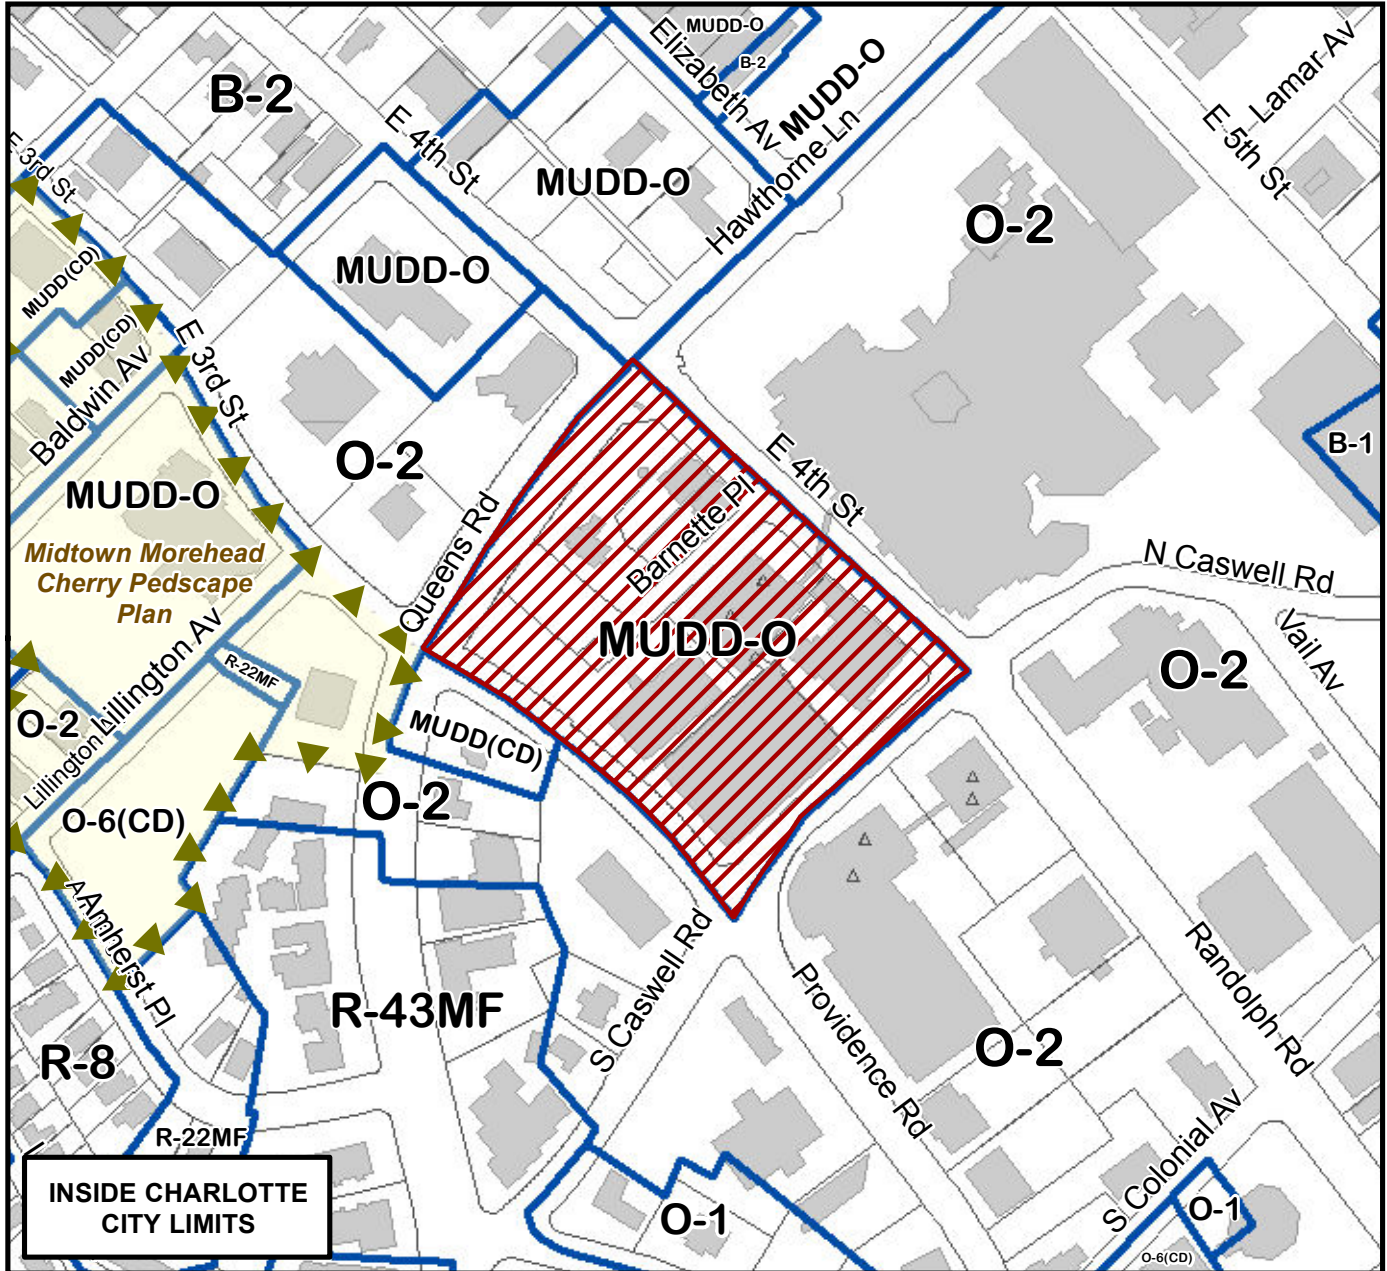 MUDD-O
B-2
Elizabeth Av
MUDD-O
Lamar Av
B-2
E 4th St
E 5th St
E 3rd St
MUDD-O
Hawthorne Ln
O-2
MUDD(CD)
MUDD-O
MUDD(CD)
E 3rd St
Baldwin Av
O-2
B-1
MUDD-O
E 4th St
Barnette Pl
Queens Rd
Midtown Morehead
Cherry Pedscape
Plan
N Caswell Rd
Vail Av
MUDD-O
O-2
R-22MF
Lillington Av
O-2
Lillington
MUDD(CD)
O-2
O-6(CD)
A
Amherst Pl
R-43MF
S Caswell Rd
Providence Rd
Randolph Rd
O-2
R-8
R-22MF
S Colonial Av
O-1
O-1
O-6(CD)
INSIDE CHARLOTTE
CITY LIMITS